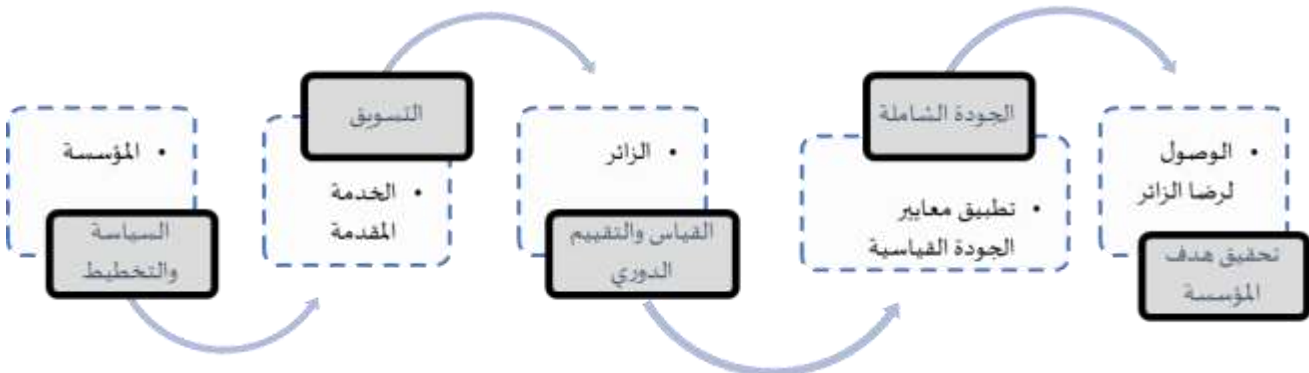 • المؤسسة
السياسة
والتخطيط
التسويق
• الخدمة
المقدمة
• الزائر
القياس والتقييم
الدوري
الجودة الشاملة
• تطبيق معايير
الجودة القياسية
• الوصول
لرضا الزائر
تحقيق هدف
المؤسسة